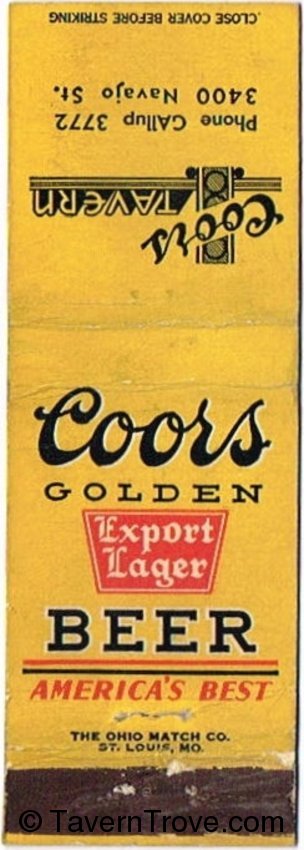 CLOSE COVER BEFORE STRIKING
3400 Navajo St.
Phone GAllup 3772
Coors
TAVERN
Coors
GOLDEN
Export
Lager
BEER
AMERICA'S BEST
THE OHIO MATCH CO.
ST. LOUIS, MO.
© TavernTrove.com